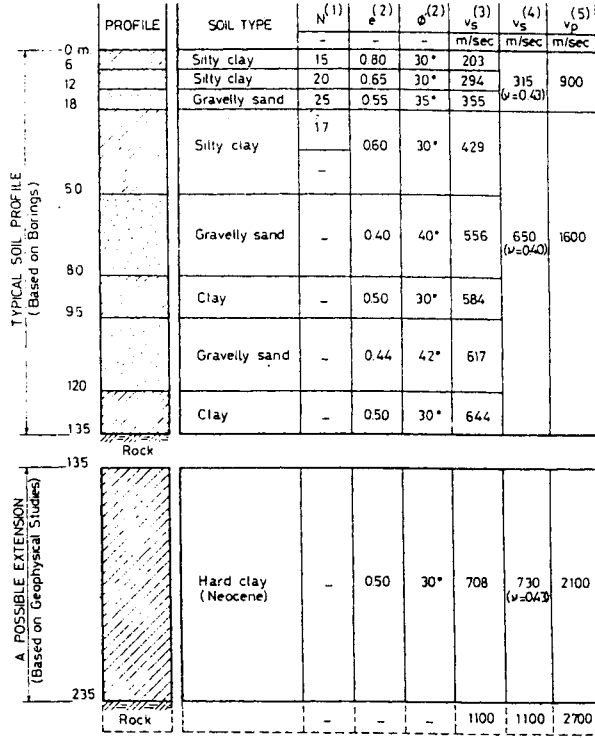 PROFILE SOIL TYPE N(1) e(2) ø(2) vs(3) vs(4) vp(5)
- - - m/sec m/sec m/sec
0 m.
Silty clay 15 0.80 30° 203
6
Silty clay 20 0.65 30° 294 315 900
12
(ν=0.43)
Gravelly sand 25 0.55 35° 355
18
17
Silty clay 0.60 30° 429
-
50
Gravelly sand - 0.40 40° 556 650 1600
(ν=0.40)
80
Clay - 0.50 30° 584
95
Gravelly sand - 0.44 42° 617
120
Clay - 0.50 30° 644
135
Rock
TYPICAL SOIL PROFILE
(Based on Borings)
135
Hard clay - 0.50 30° 708 730 2100
(Neocene) (ν=0.43)
235
Rock - - - 1100 1100 2700
A POSSIBLE EXTENSION
(Based on Geophysical Studies)